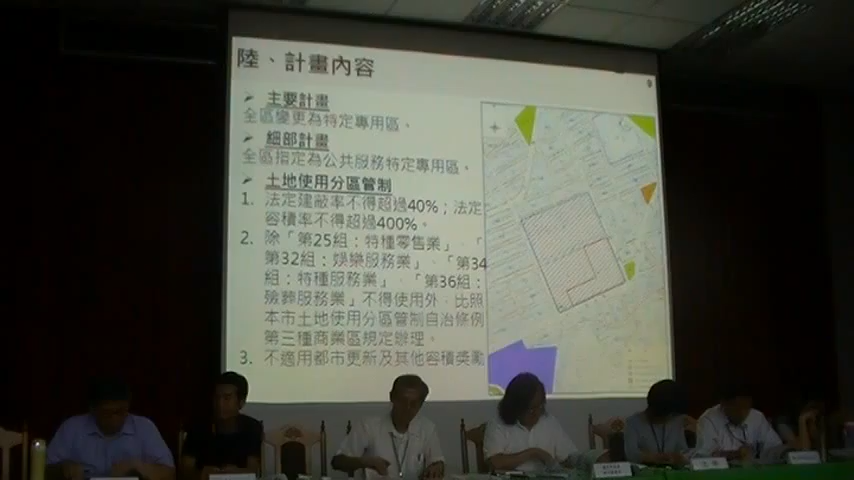 陸、計畫內容
9
➢ 主要計畫
全區變更為特定專用區。
➢ 細部計畫
全區指定為公共服務特定專用區。
➢ 土地使用分區管制
1. 法定建蔽率不得超過40%；法定
容積率不得超過400%。
2. 除「第25組：特種零售業」、「
第32組：娛樂服務業」、「第34
組：特種服務業」、「第36組：
殮葬服務業」不得使用外，比照
本市土地使用分區管制自治條例
第三種商業區規定辦理。
3. 不適用都市更新及其他容積獎勵